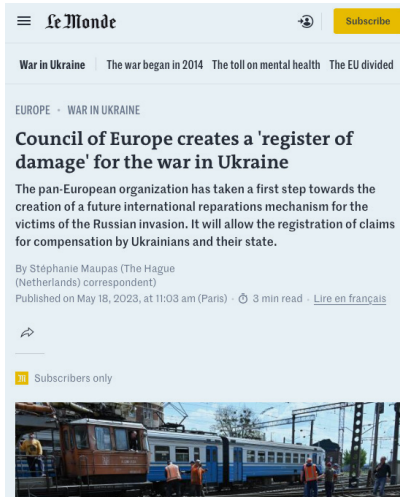 Le Monde
Subscribe
War in Ukraine The war began in 2014 The toll on mental health The EU divided
EUROPE • WAR IN UKRAINE
Council of Europe creates a 'register of
damage' for the war in Ukraine
The pan-European organization has taken a first step towards the
creation of a future international reparations mechanism for the
victims of the Russian invasion. It will allow the registration of claims
for compensation by Ukrainians and their state.
By Stéphanie Maupas (The Hague
(Netherlands) correspondent)
Published on May 18, 2023, at 11:03 am (Paris) · 3 min read · Lire en français
M Subscribers only